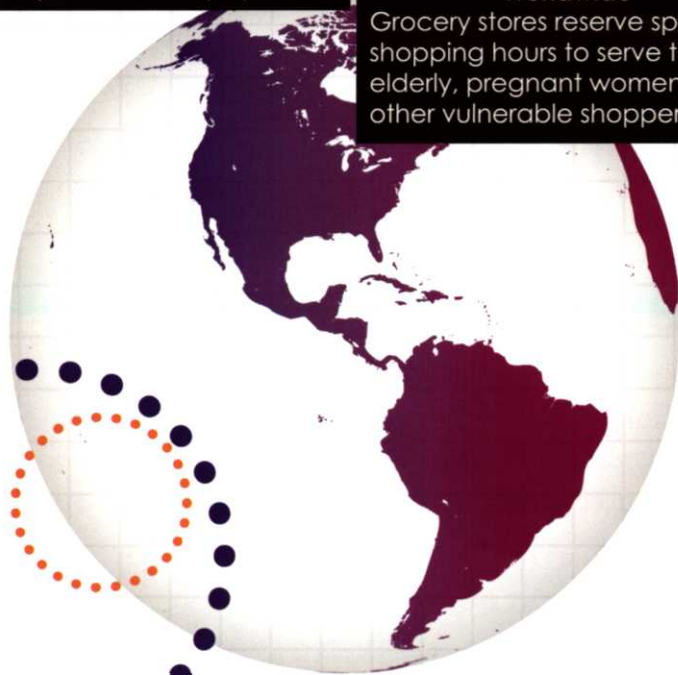 Grocery stores reserve sp
shopping hours to serve t
elderly, pregnant women
other vulnerable shopper